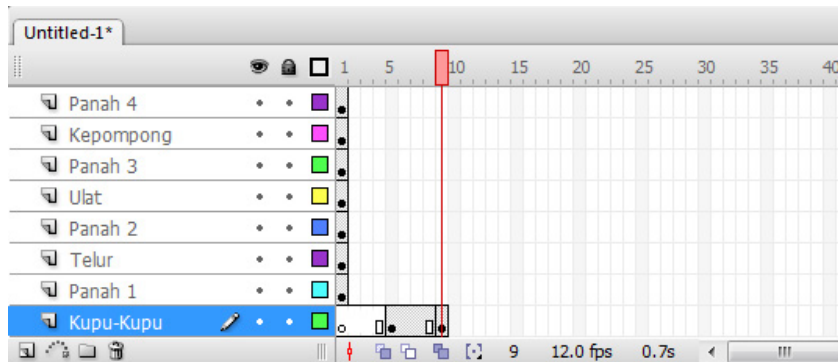 Untitled-1*
1 5 10 15 20 25 30 35 40
Panah 4
Kepompong
Panah 3
Ulat
Panah 2
Telur
Panah 1
Kupu-Kupu
9 12.0 fps 0.7s